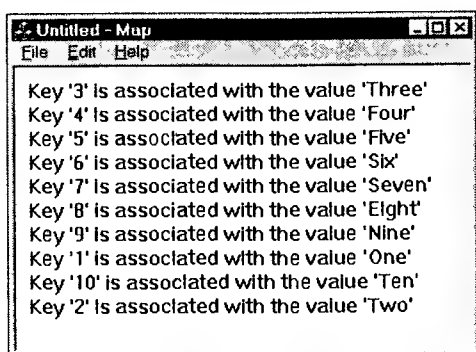 Untitled - Map
File Edit Help
Key '3' is associated with the value 'Three'
Key '4' is associated with the value 'Four'
Key '5' is associated with the value 'Five'
Key '6' is associated with the value 'Six'
Key '7' is associated with the value 'Seven'
Key '8' is associated with the value 'Eight'
Key '9' is associated with the value 'Nine'
Key '1' is associated with the value 'One'
Key '10' is associated with the value 'Ten'
Key '2' is associated with the value 'Two'